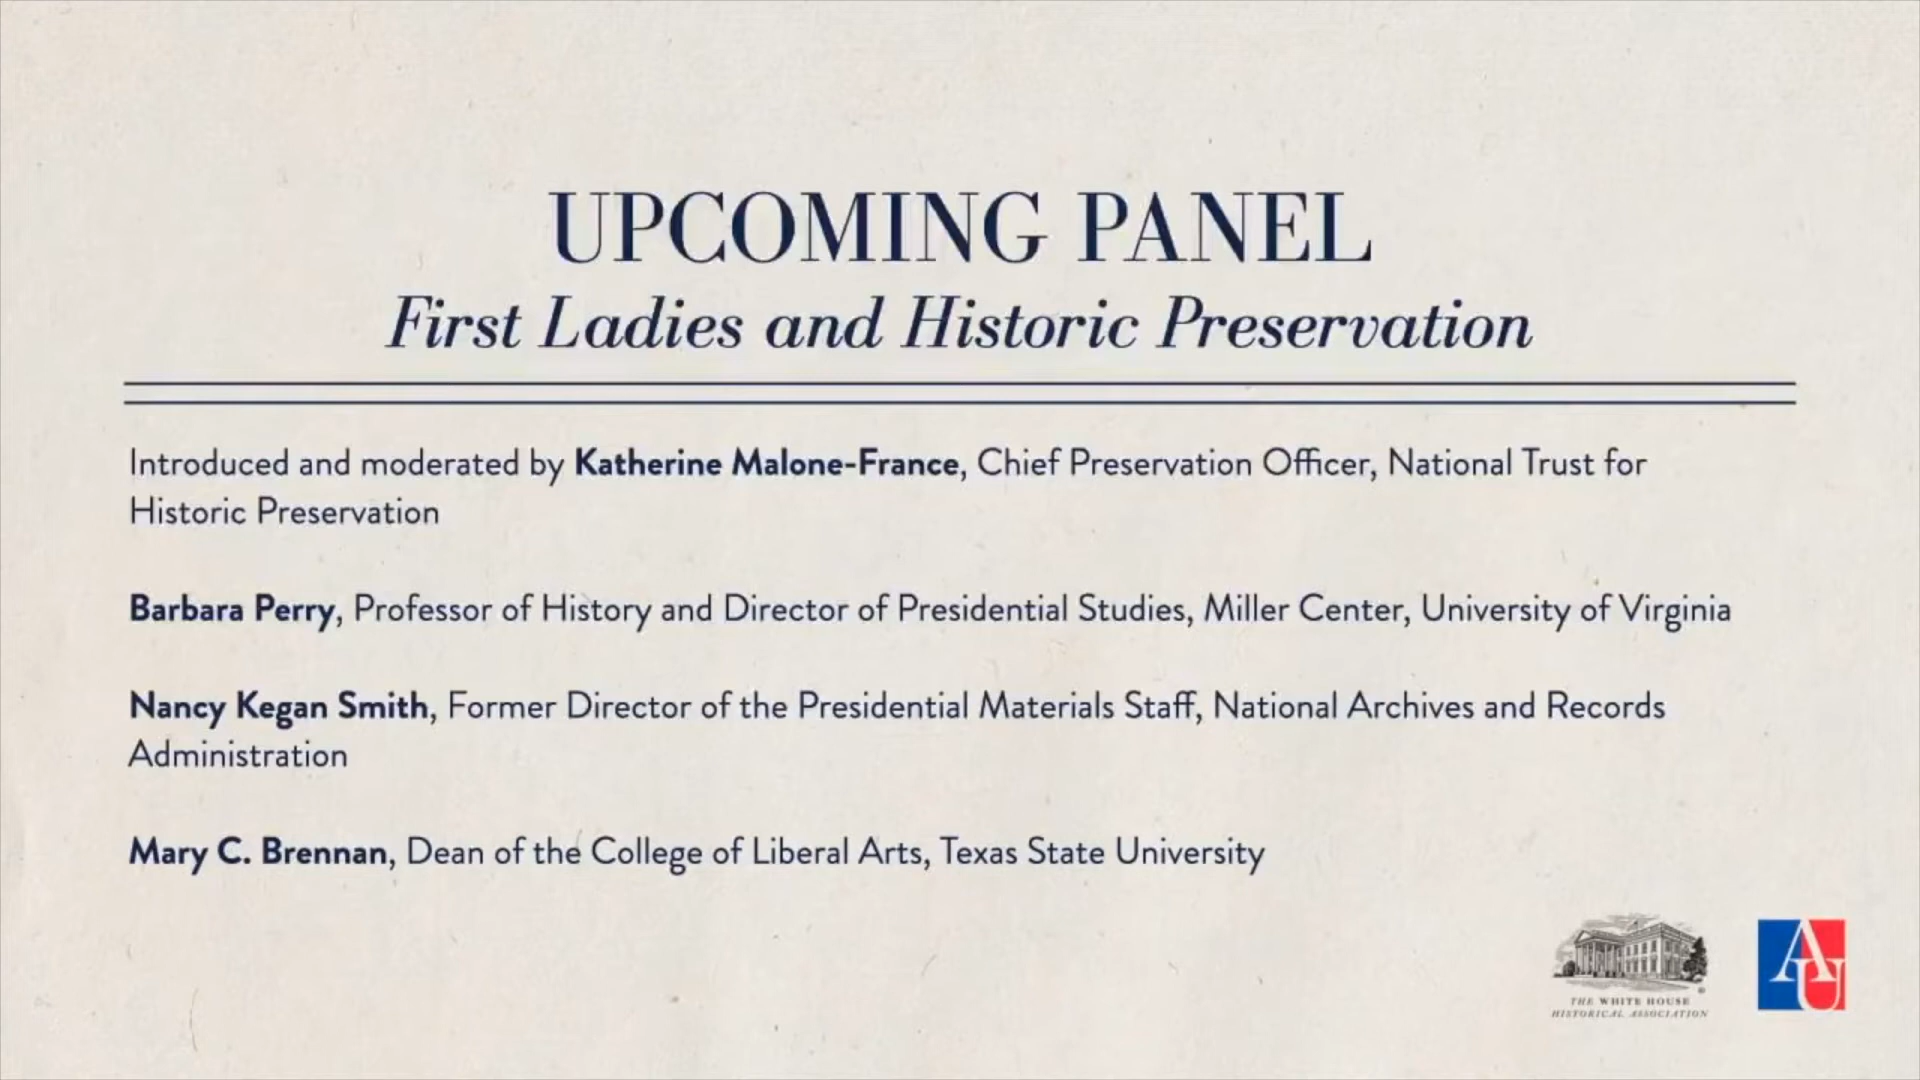 UPCOMING PANEL
First Ladies and Historic Preservation
Introduced and moderated by Katherine Malone-France, Chief Preservation Officer, National Trust for
Historic Preservation
Barbara Perry, Professor of History and Director of Presidential Studies, Miller Center, University of Virginia
Nancy Kegan Smith, Former Director of the Presidential Materials Staff, National Archives and Records
Administration
Mary C. Brennan, Dean of the College of Liberal Arts, Texas State University
THE WHITE HOUSE
HISTORICAL ASSOCIATION
AU